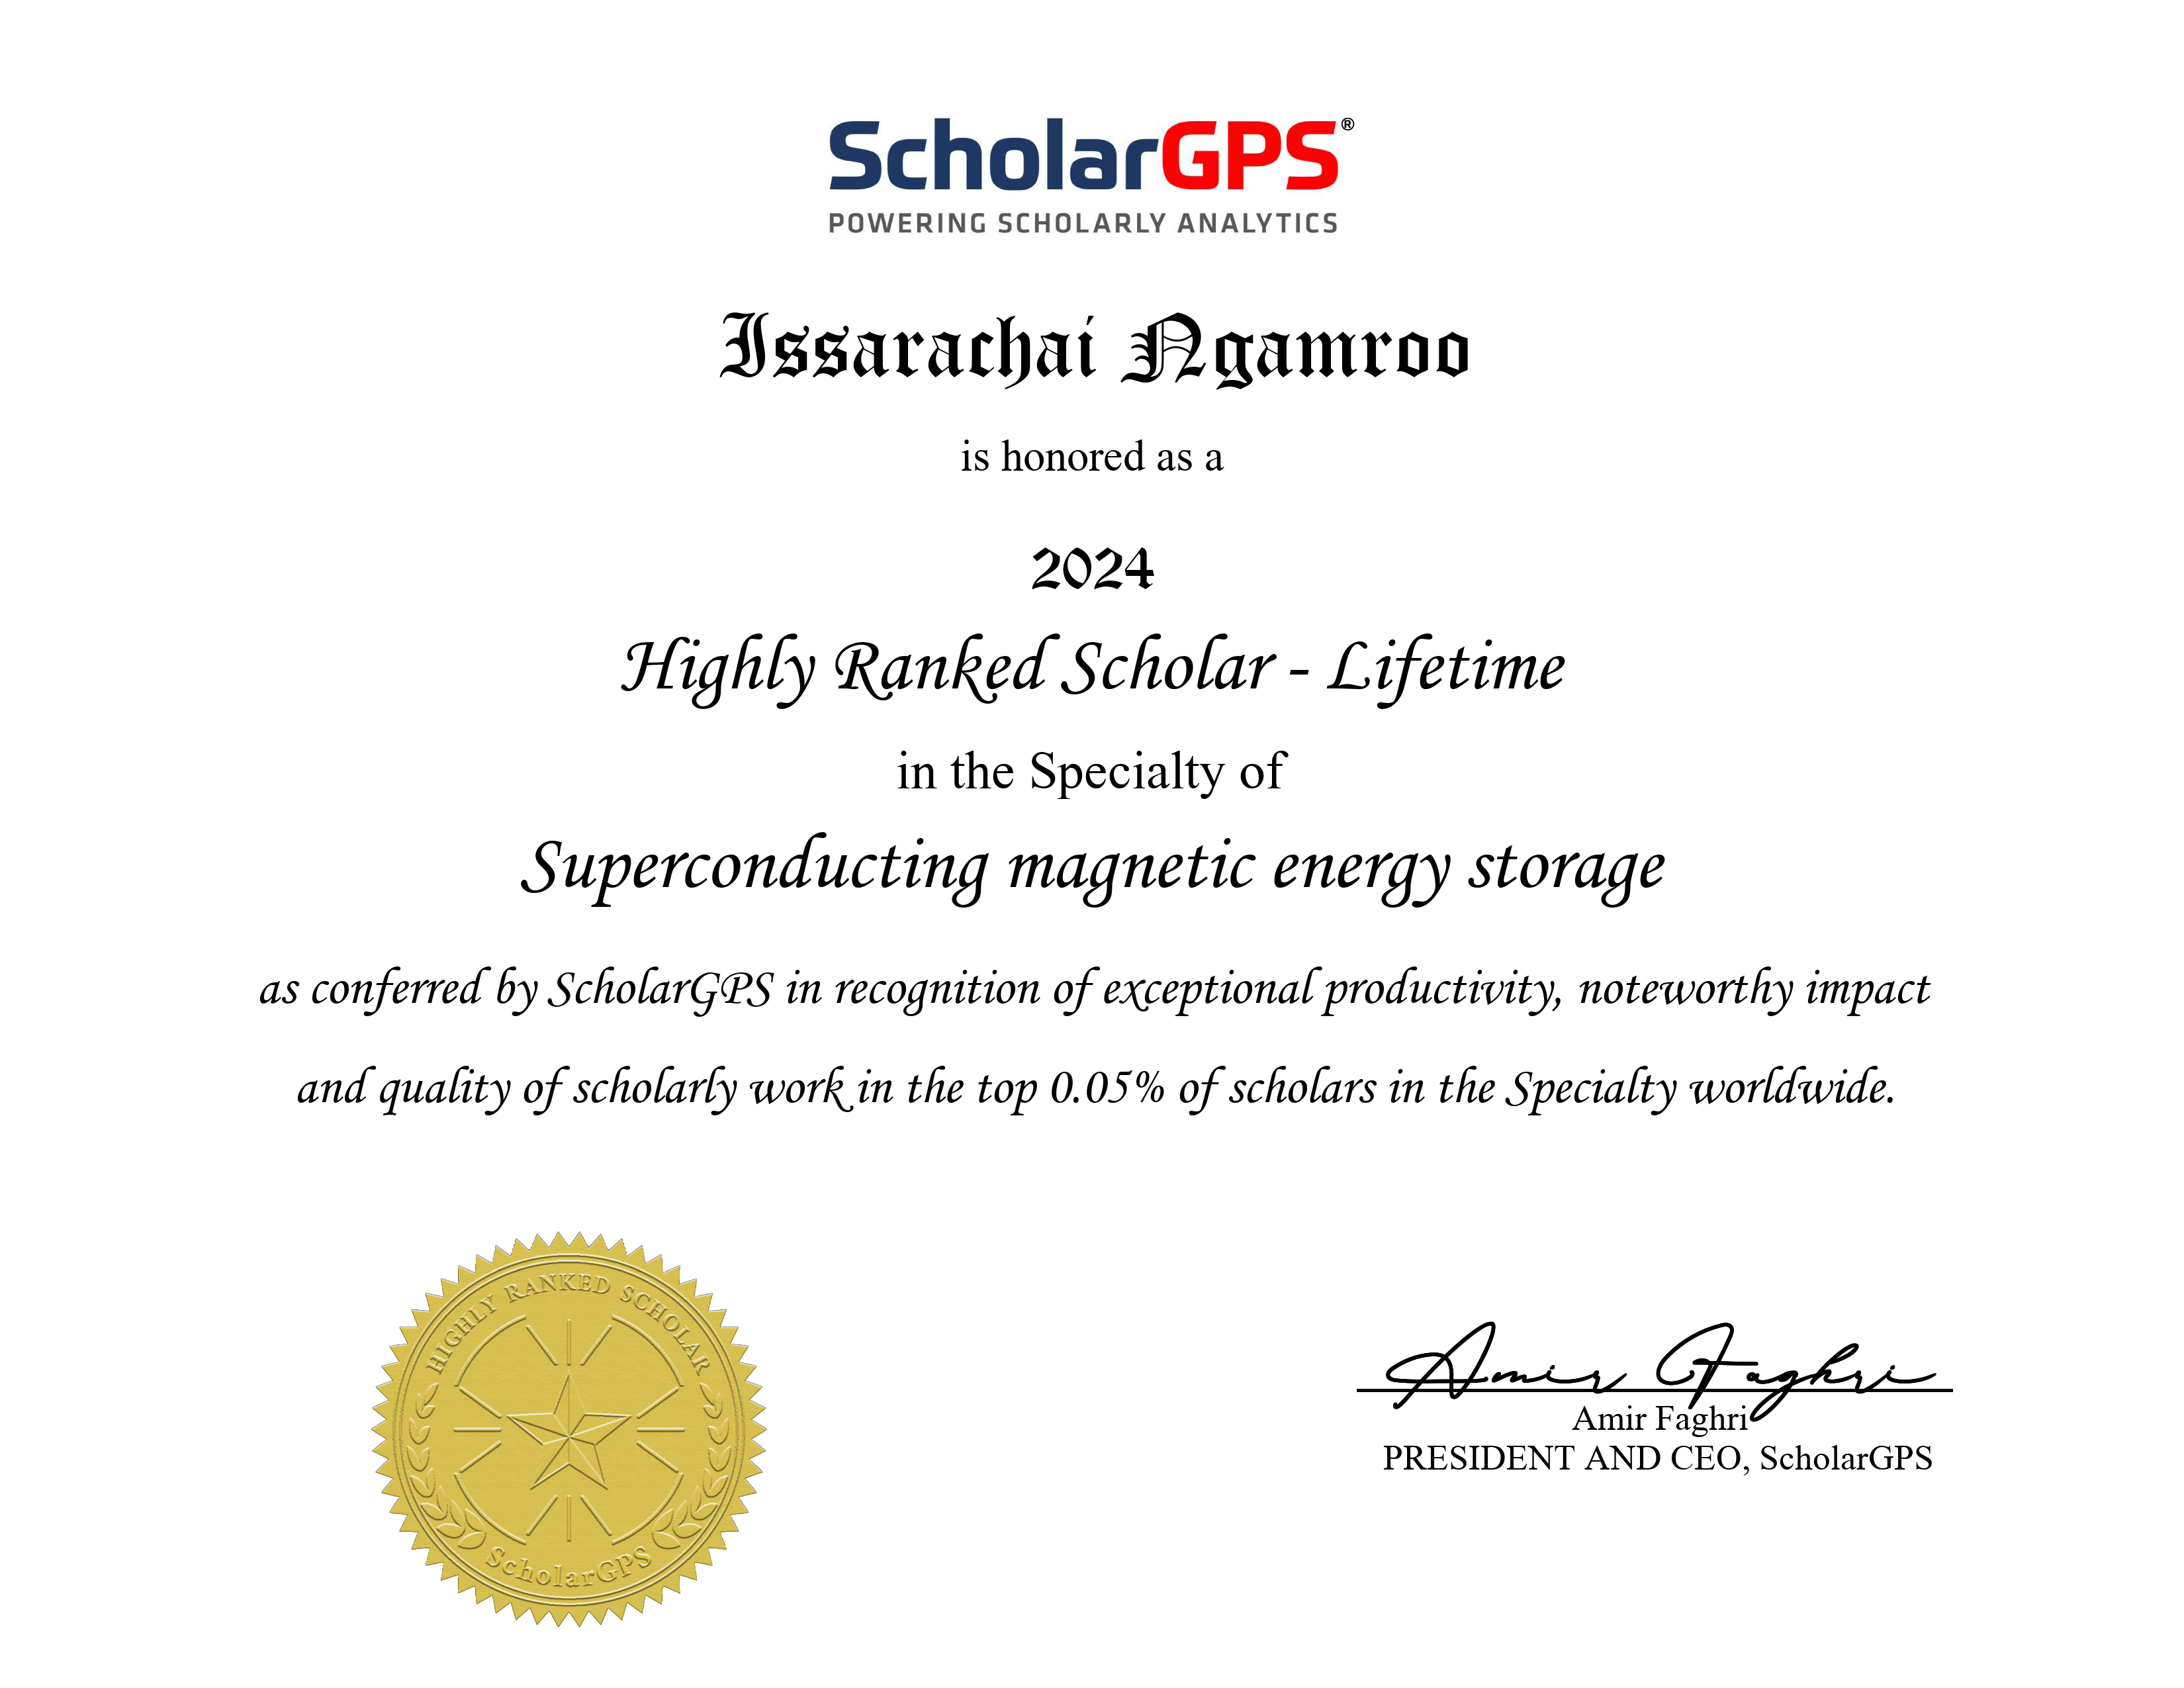 ScholarGPS®
POWERING SCHOLARLY ANALYTICS
Issarachai Ngamroo
is honored as a
2024
Highly Ranked Scholar - Lifetime
in the Specialty of
Superconducting magnetic energy storage
as conferred by ScholarGPS in recognition of exceptional productivity, noteworthy impact
and quality of scholarly work in the top 0.05% of scholars in the Specialty worldwide.
HIGHLY RANKED SCHOLAR
ScholarGPS
Amir Faghri
Amir Faghri
PRESIDENT AND CEO, ScholarGPS